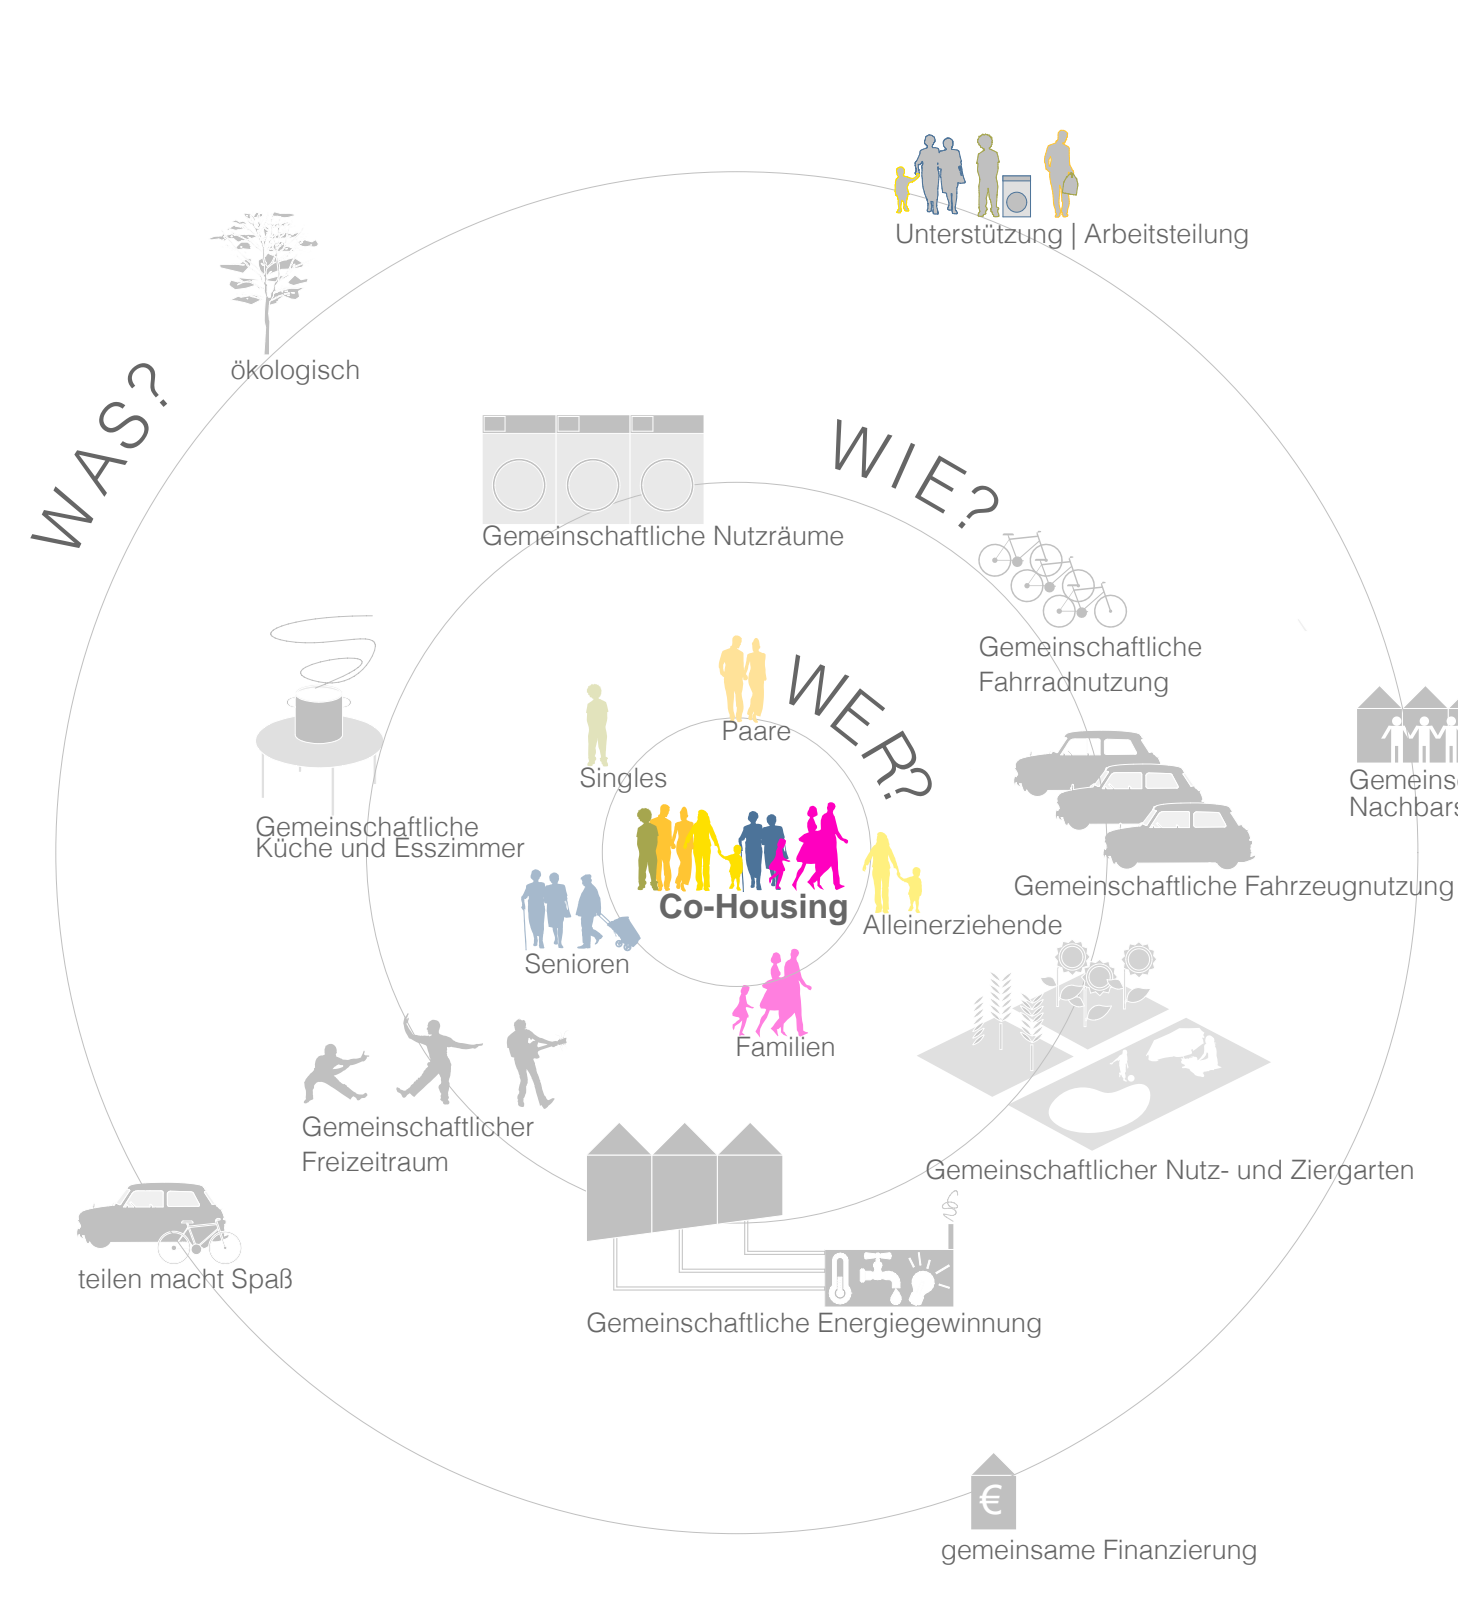 Unterstützung | Arbeitsteilung
ökologisch
WAS?
WIE?
Gemeinschaftliche Nutzräume
Gemeinschaftliche
Fahrradnutzung
WER?
Paare
Singles
Gemeinschaftliche
Küche und Esszimmer
Co-Housing
Alleinerziehende
Senioren
Familien
Gemeinschaftliche Fahrzeugnutzung
Gemeinschaftlicher
Freizeitraum
Gemeinschaftlicher Nutz- und Ziergarten
teilen macht Spaß
Gemeinschaftliche Energiegewinnung
€
gemeinsame Finanzierung